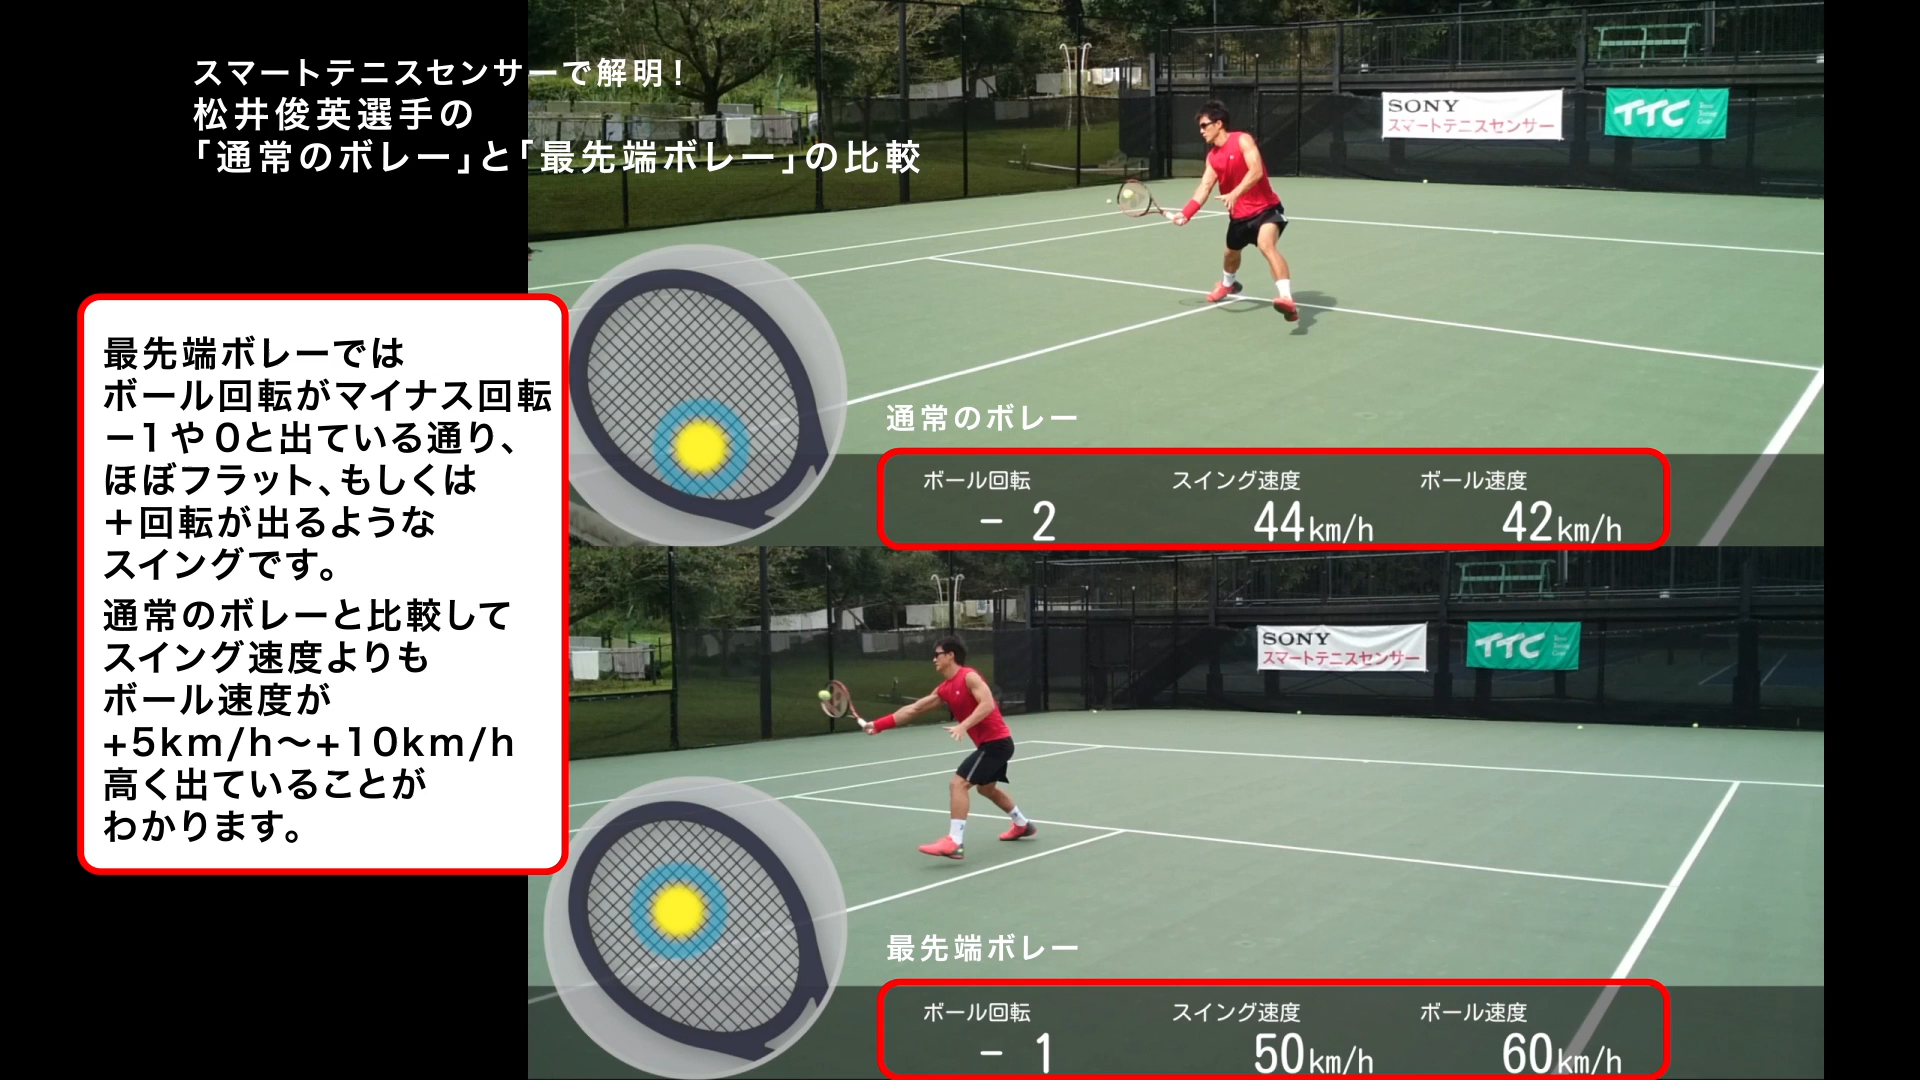 スマートテニスセンサーで解明!
松井俊英選手の
「通常のボレー」と「最先端ボレー」の比較
SONY
スマートテニスセンサー
TTC
最先端ボレーでは
ボール回転がマイナス回転
－1や0と出ている通り、
ほぼフラット、もしくは
＋回転が出るような
スイングです。
通常のボレーと比較して
スイング速度よりも
ボール速度が
+5km/h～+10km/h
高く出ていることが
わかります。
通常のボレー
ボール回転 スイング速度 ボール速度
- 2 44km/h 42km/h
SONY
スマートテニスセンサー
TTC
最先端ボレー
ボール回転 スイング速度 ボール速度
- 1 50km/h 60km/h